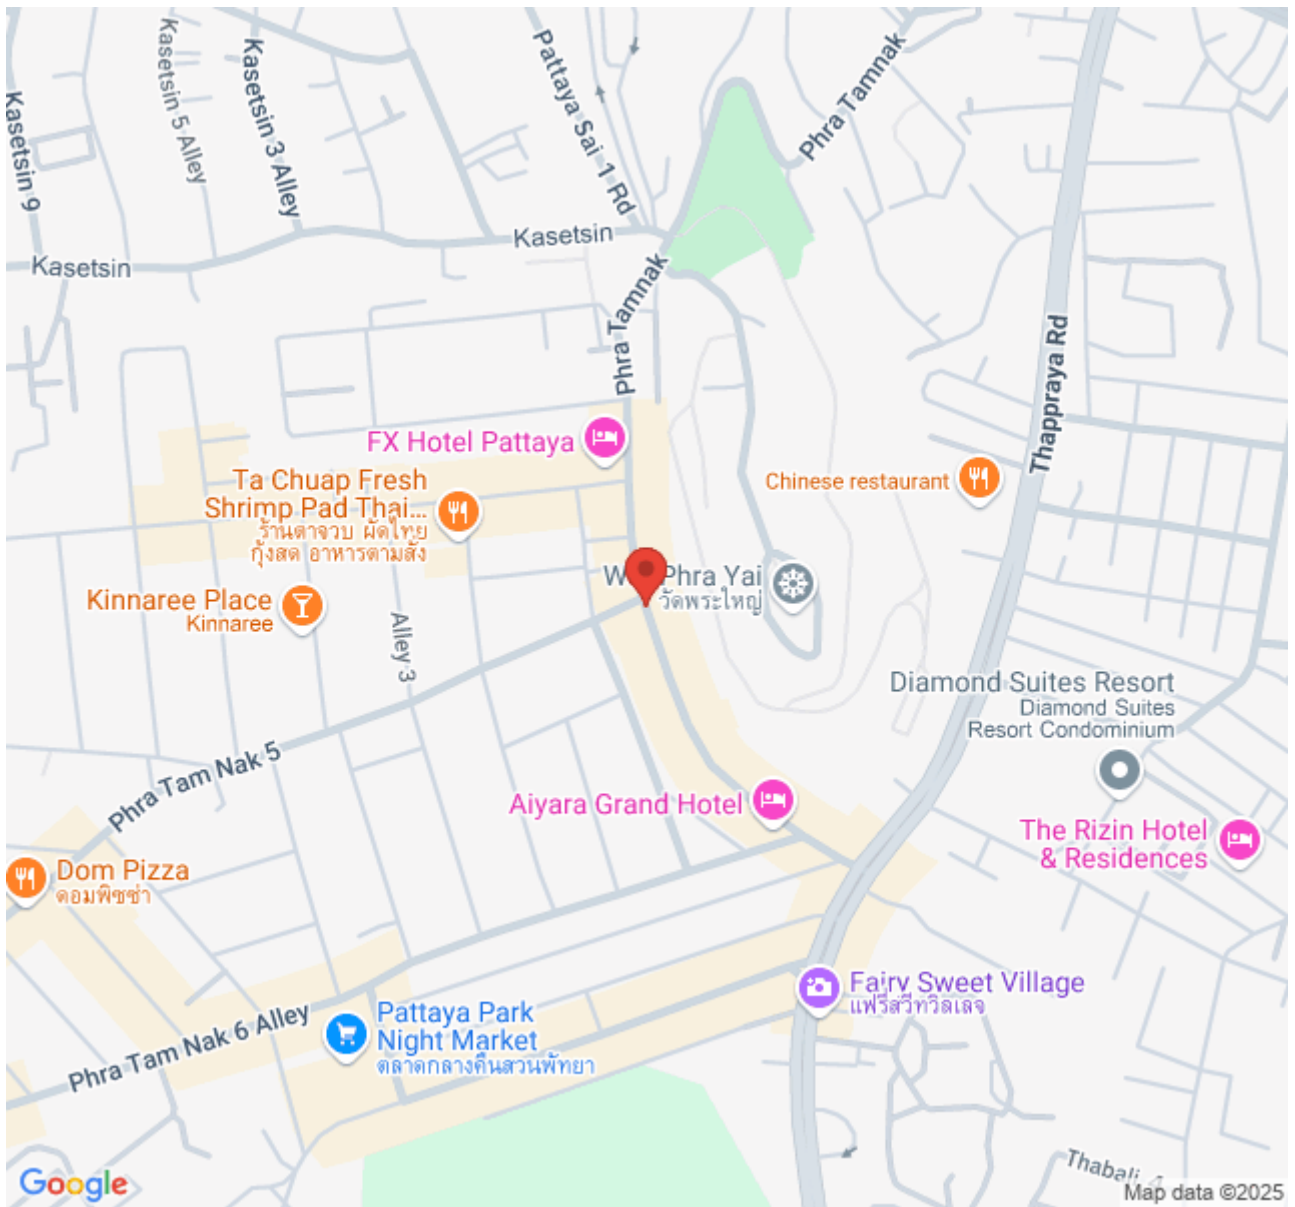 Kasetsin 9
Kasetsin 5 Alley
Kasetsin 3 Alley
Pattaya Sai 1 Rd
Phra Tamnak
Kasetsin
Kasetsin
Phra Tamnak
Thappraya Rd
FX Hotel Pattaya
Ta Chuap Fresh
Shrimp Pad Thai...
ร้านตาจวบ ผัดไทย
กุ้งสด อาหารตามสั่ง
Chinese restaurant
Phra Yai
วัดพระใหญ่
Kinnaree Place
Kinnaree
Alley 3
Diamond Suites Resort
Diamond Suites
Resort Condominium
Phra Tam Nak 5
Aiyara Grand Hotel
The Rizin Hotel
& Residences
Dom Pizza
ดอมพิซซ่า
Fairy Sweet Village
แฟรี่สวีทวิลเลจ
Pattaya Park
Night Market
ตลาดกลางคืนสวนพัทยา
Phra Tam Nak 6 Alley
Thabali 4
Google
Map data ©2025